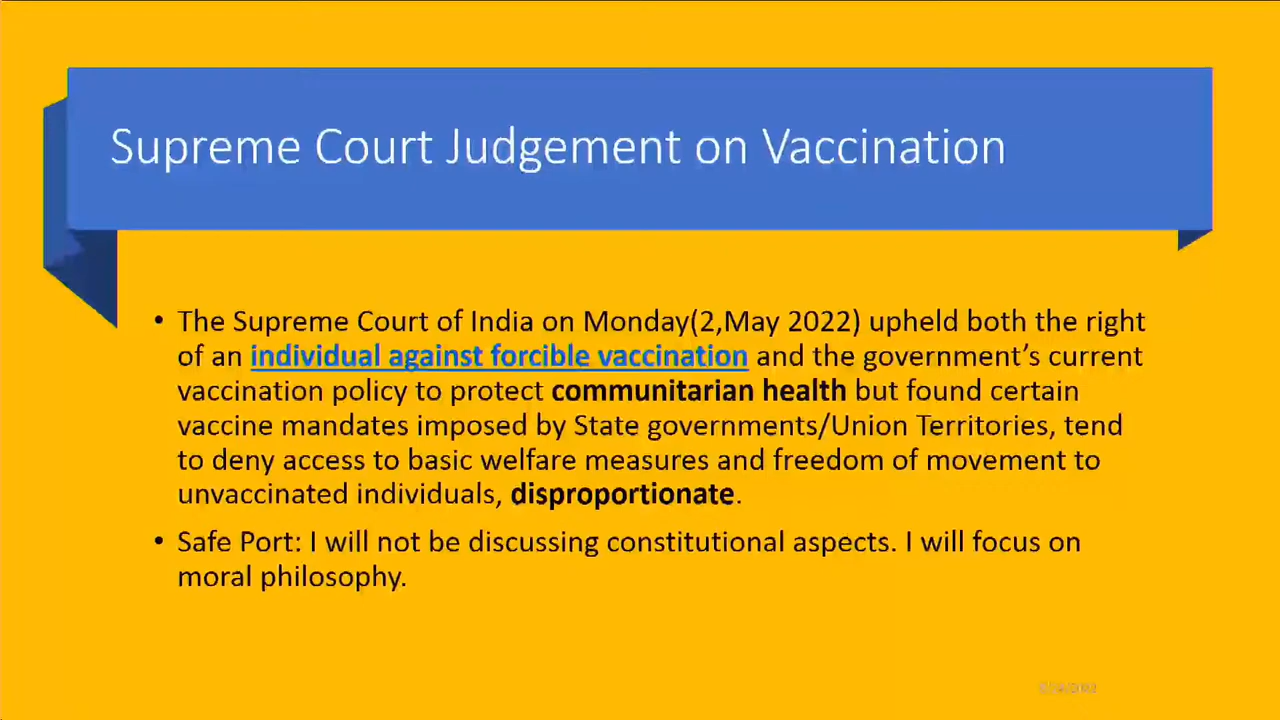 Supreme Court Judgement on Vaccination
• The Supreme Court of India on Monday(2,May 2022) upheld both the right
of an individual against forcible vaccination and the government’s current
vaccination policy to protect communitarian health but found certain
vaccine mandates imposed by State governments/Union Territories, tend
to deny access to basic welfare measures and freedom of movement to
unvaccinated individuals, disproportionate.
• Safe Port: I will not be discussing constitutional aspects. I will focus on
moral philosophy.